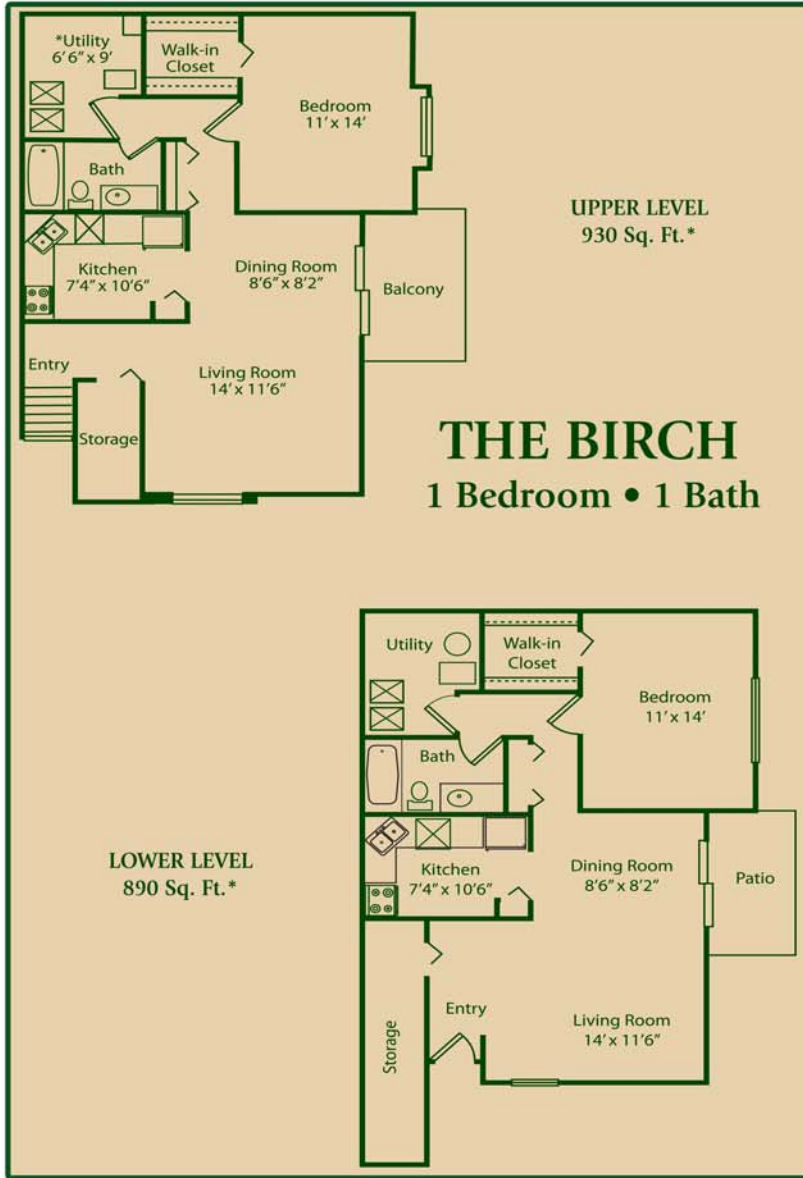 *Utility
6’6” x 9’
Walk-in
Closet
Bedroom
11’ x 14’
Bath
UPPER LEVEL
930 Sq. Ft.*
Kitchen
7’4” x 10’6”
Dining Room
8’6” x 8’2”
Balcony
Entry
Living Room
14’ x 11’6”
Storage
THE BIRCH
1 Bedroom • 1 Bath
Utility
Walk-in
Closet
Bedroom
11’ x 14’
Bath
LOWER LEVEL
890 Sq. Ft.*
Kitchen
7’4” x 10’6”
Dining Room
8’6” x 8’2”
Patio
Entry
Storage
Living Room
14’ x 11’6”